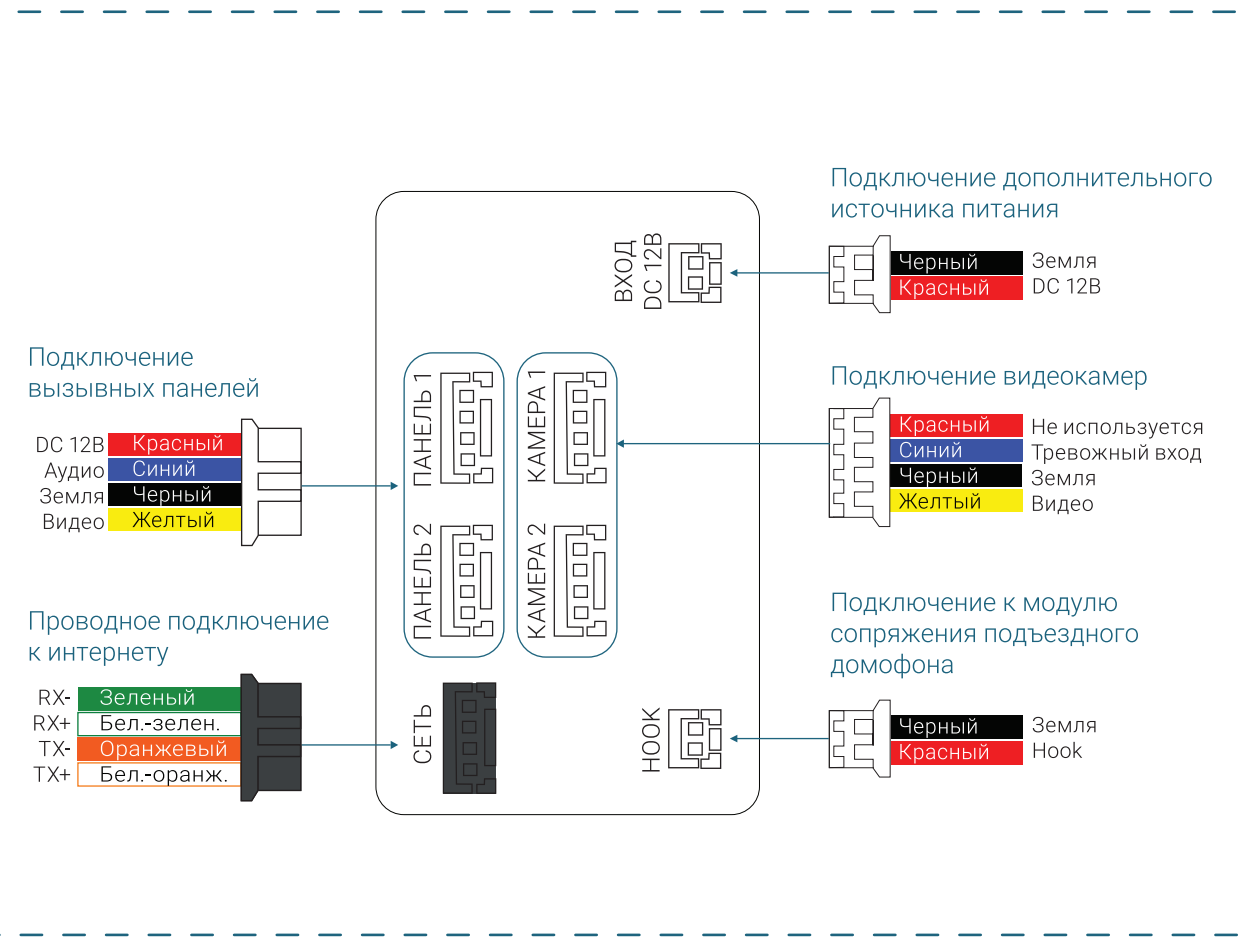 Подключение дополнительного
источника питания
ВХОД
DC 12В
Черный Земля
Красный DC 12В
Подключение
вызывных панелей
DC 12В Красный
Аудио Синий
Земля Черный
Видео Желтый
ПАНЕЛЬ 1
КАМЕРА 1
ПАНЕЛЬ 2
КАМЕРА 2
Подключение видеокамер
Красный Не используется
Синий Тревожный вход
Черный Земля
Желтый Видео
Проводное подключение
к интернету
RX- Зеленый
RX+ Бел.-зелен.
TX- Оранжевый
TX+ Бел.-оранж.
СЕТЬ
HOOK
Подключение к модулю
сопряжения подъездного
домофона
Черный Земля
Красный Hook